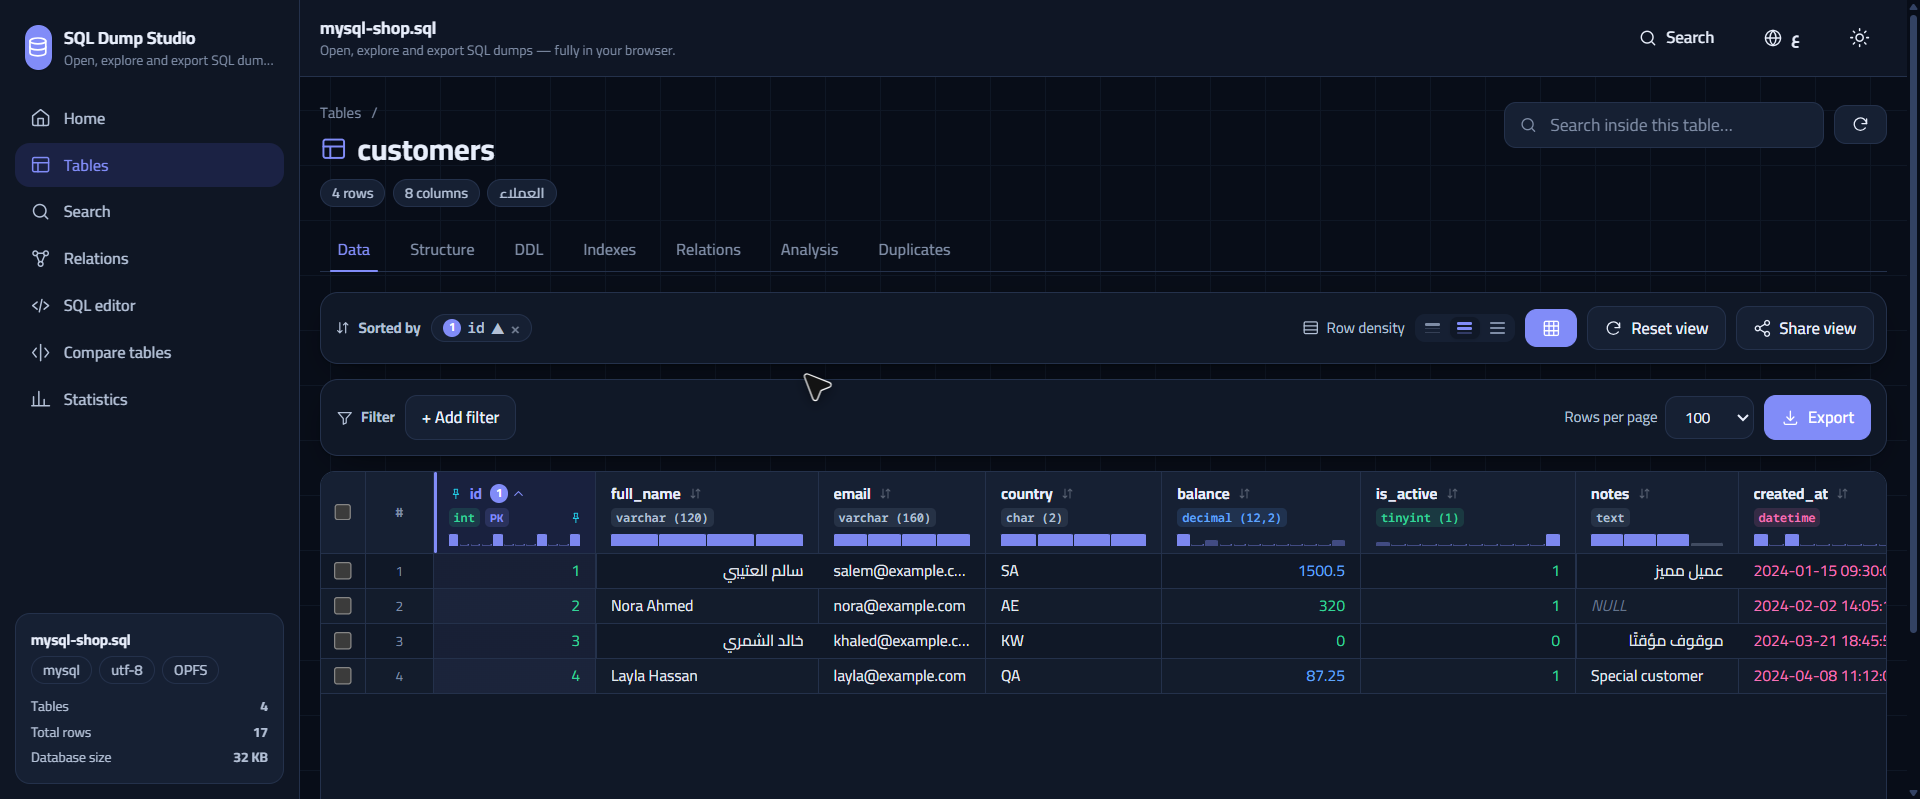 SQL Dump Studio
Open, explore and export SQL dum...
Home
Tables
Search
Relations
SQL editor
Compare tables
Statistics
mysql-shop.sql
mysql utf-8 OPFS
Tables 4
Total rows 17
Database size 32 KB
mysql-shop.sql
Open, explore and export SQL dumps — fully in your browser.
Search
ع
Tables /
customers
4 rows 8 columns العملاء
Search inside this table...
Data Structure DDL Indexes Relations Analysis Duplicates
Sorted by 1 id ▲ ×
Row density Reset view Share view
Filter + Add filter
Rows per page 100 Export
# id 1 full_name email country balance is_active notes created_at
int PK varchar (120) varchar (160) char (2) decimal (12,2) tinyint (1) text datetime
1 1 سالم العتيبي salem@example.c... SA 1500.5 1 عميل مميز 2024-01-15 09:30:0
2 2 Nora Ahmed nora@example.com AE 320 1 NULL 2024-02-02 14:05:1
3 3 خالد الشمري khaled@example.c... KW 0 0 موقوف مؤقتًا 2024-03-21 18:45:5
4 4 Layla Hassan layla@example.com QA 87.25 1 Special customer 2024-04-08 11:12:0